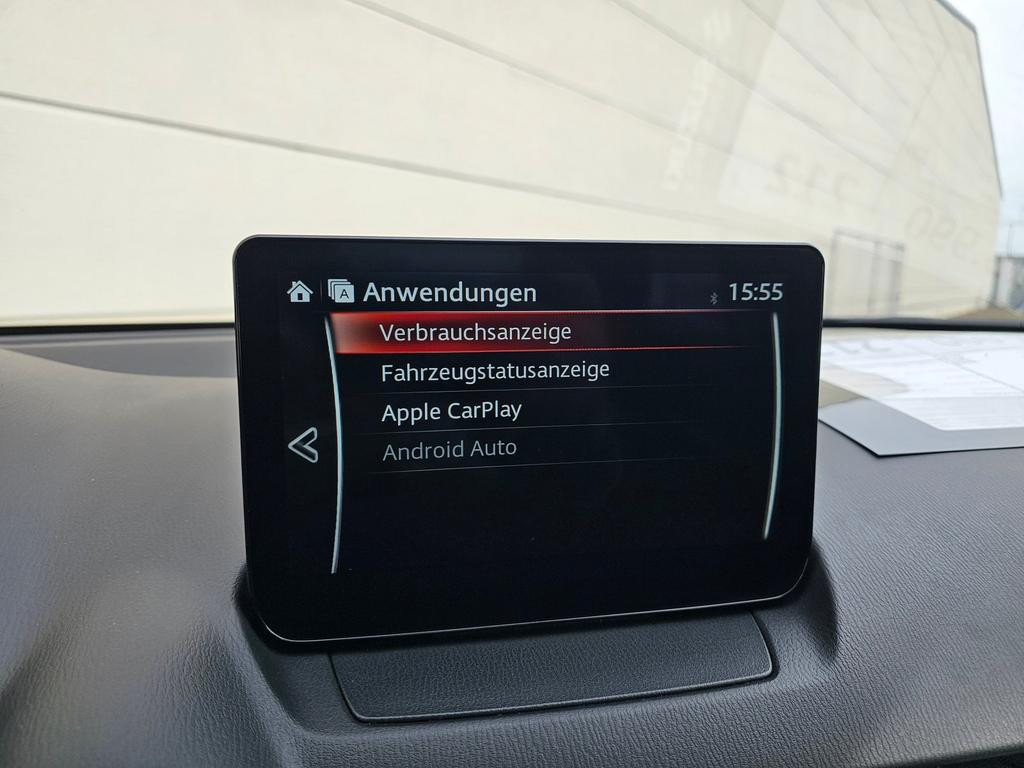 A Anwendungen 15:55
Verbrauchsanzeige
Fahrzeugstatusanzeige
Apple CarPlay
Android Auto